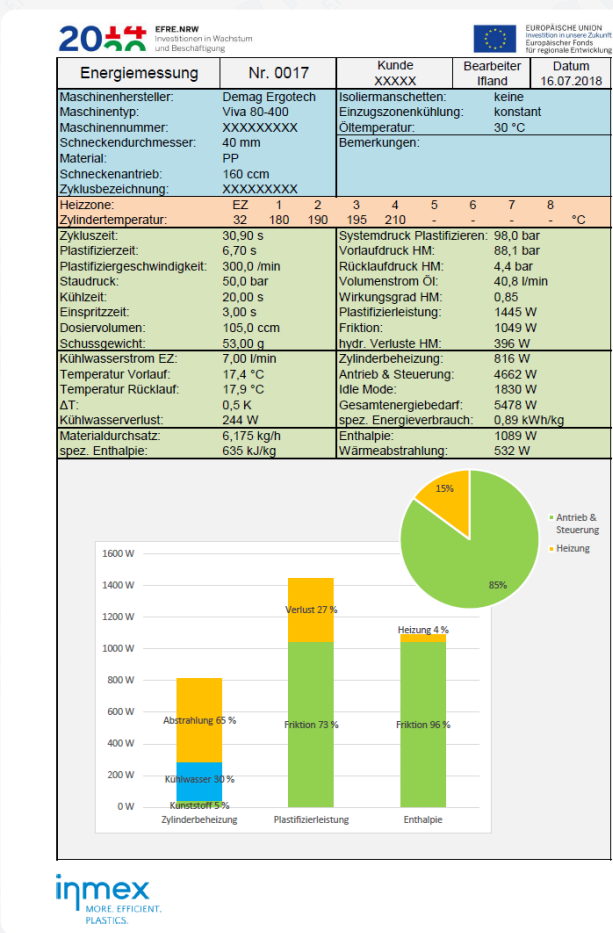 2014
EFRE.NRW
Investitionen in Wachstum
und Beschäftigung
EUROPÄISCHE UNION
Investition in unsere Zukunft
Europäischer Fonds
für regionale Entwicklung
Energiemessung Nr. 0017 Kunde XXXXX Bearbeiter Ifland Datum 16.07.2018
Maschinenhersteller: Demag Ergotech Isoliermanschetten: keine
Maschinentyp: Viva 80-400 Einzugszonenkühlung: konstant
Maschinennummer: XXXXXXXXX Öltemperatur: 30 °C
Schneckendurchmesser: 40 mm Bemerkungen:
Material: PP
Schneckenantrieb: 160 ccm
Zyklusbezeichnung: XXXXXXXXX
Heizzone: EZ 1 2 3 4 5 6 7 8
Zylindertemperatur: 32 180 190 195 210 - - - - °C
Zykluszeit: 30,90 s Systemdruck Plastifizieren: 98,0 bar
Plastifizierzeit: 6,70 s Vorlaufdruck HM: 88,1 bar
Plastifiziergeschwindigkeit: 300,0 /min Rücklaufdruck HM: 4,4 bar
Staudruck: 50,0 bar Volumenstrom Öl: 40,8 l/min
Kühlzeit: 20,00 s Wirkungsgrad HM: 0,85
Einspritzzeit: 3,00 s Plastifizierleistung: 1445 W
Dosiervolumen: 105,0 ccm Friktion: 1049 W
Schussgewicht: 53,00 g hydr. Verluste HM: 396 W
Kühlwasserstrom EZ: 7,00 l/min Zylinderbeheizung: 816 W
Temperatur Vorlauf: 17,4 °C Antrieb & Steuerung: 4662 W
Temperatur Rücklauf: 17,9 °C Idle Mode: 1830 W
ΔT: 0,5 K Gesamtenergiebedarf: 5478 W
Kühlwasserverlust: 244 W spez. Energieverbrauch: 0,89 kWh/kg
Materialdurchsatz: 6,175 kg/h Enthalpie: 1089 W
spez. Enthalpie: 635 kJ/kg Wärmeabstrahlung: 532 W
15%
85%
Antrieb &
Steuerung
Heizung
1600 W
1400 W
1200 W
1000 W
800 W
600 W
400 W
200 W
0 W
Abstrahlung 65 %
Kühlwasser 30 %
Kunststoff 5 %
Verlust 27 %
Friktion 73 %
Heizung 4 %
Friktion 96 %
Zylinderbeheizung Plastifizierleistung Enthalpie
inmex
MORE. EFFICIENT.
PLASTICS.